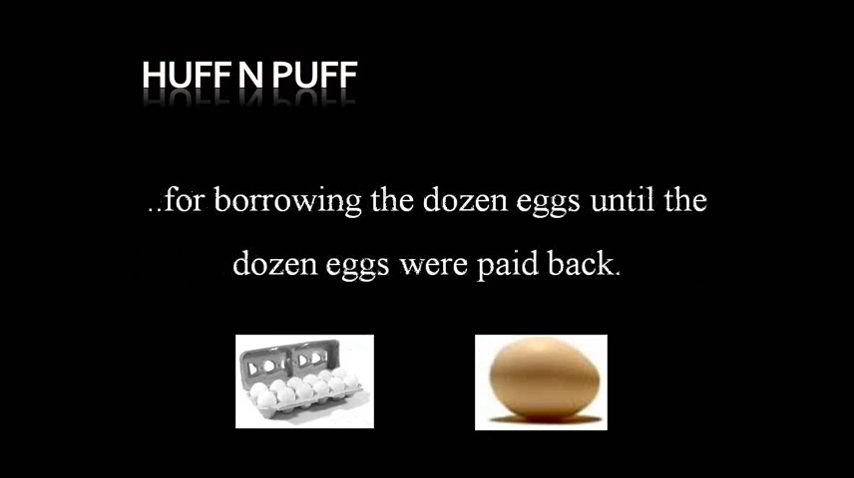 HUFF N PUFF
..for borrowing the dozen eggs until the
dozen eggs were paid back.